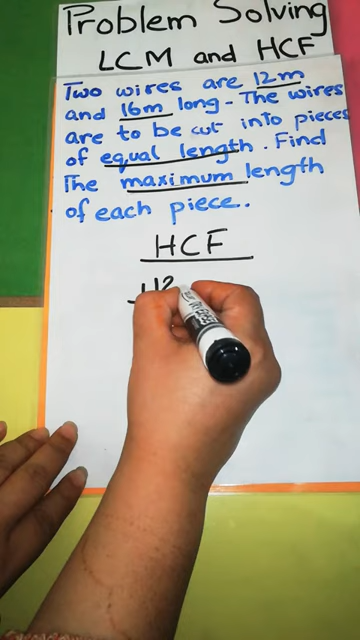 Problem Solving
LCM and HCF
Two wires are 12m
and 16m long. The wires
are to be cut into pieces
of equal length. Find
The maximum length
of each piece..
HCF